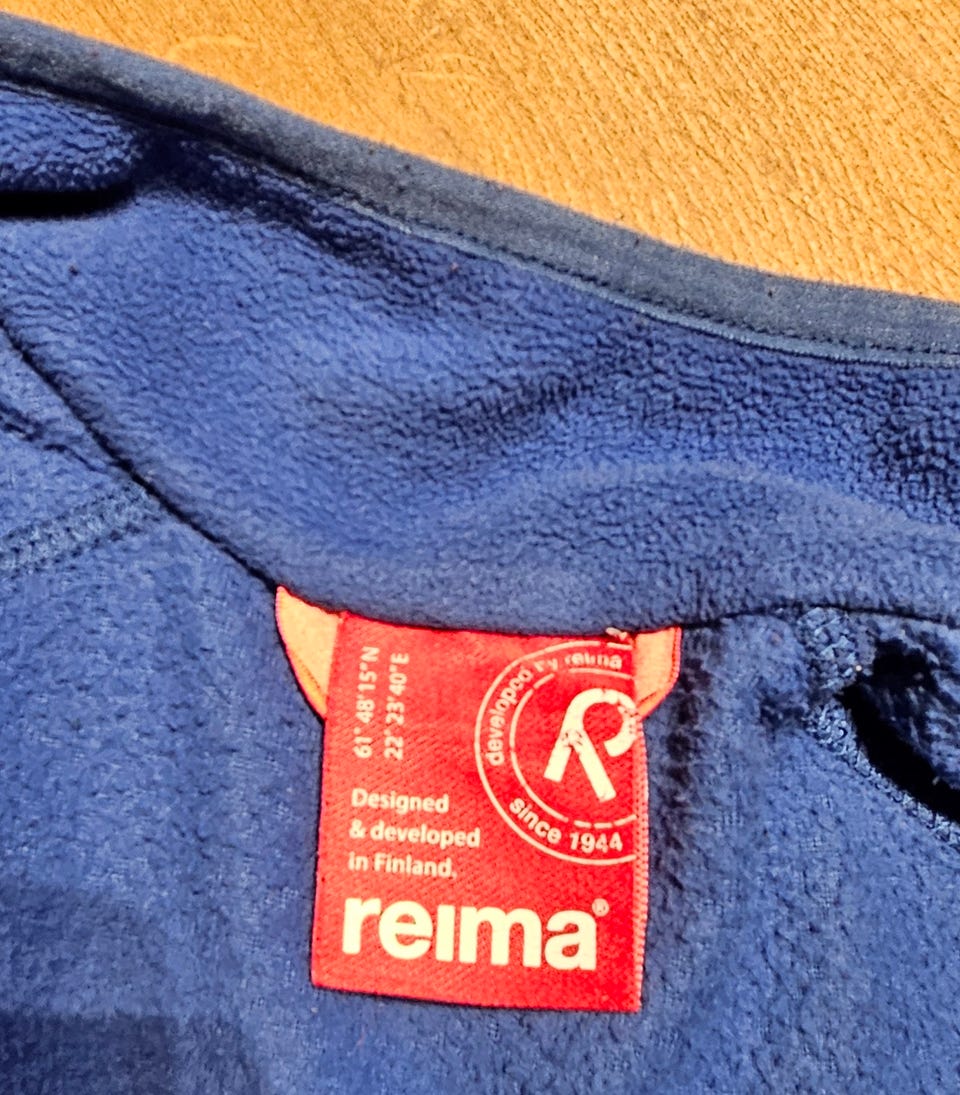 61° 48'15"N
22° 23'40"E
developed by reima
since 1944
Designed
& developed
in Finland.
reima®